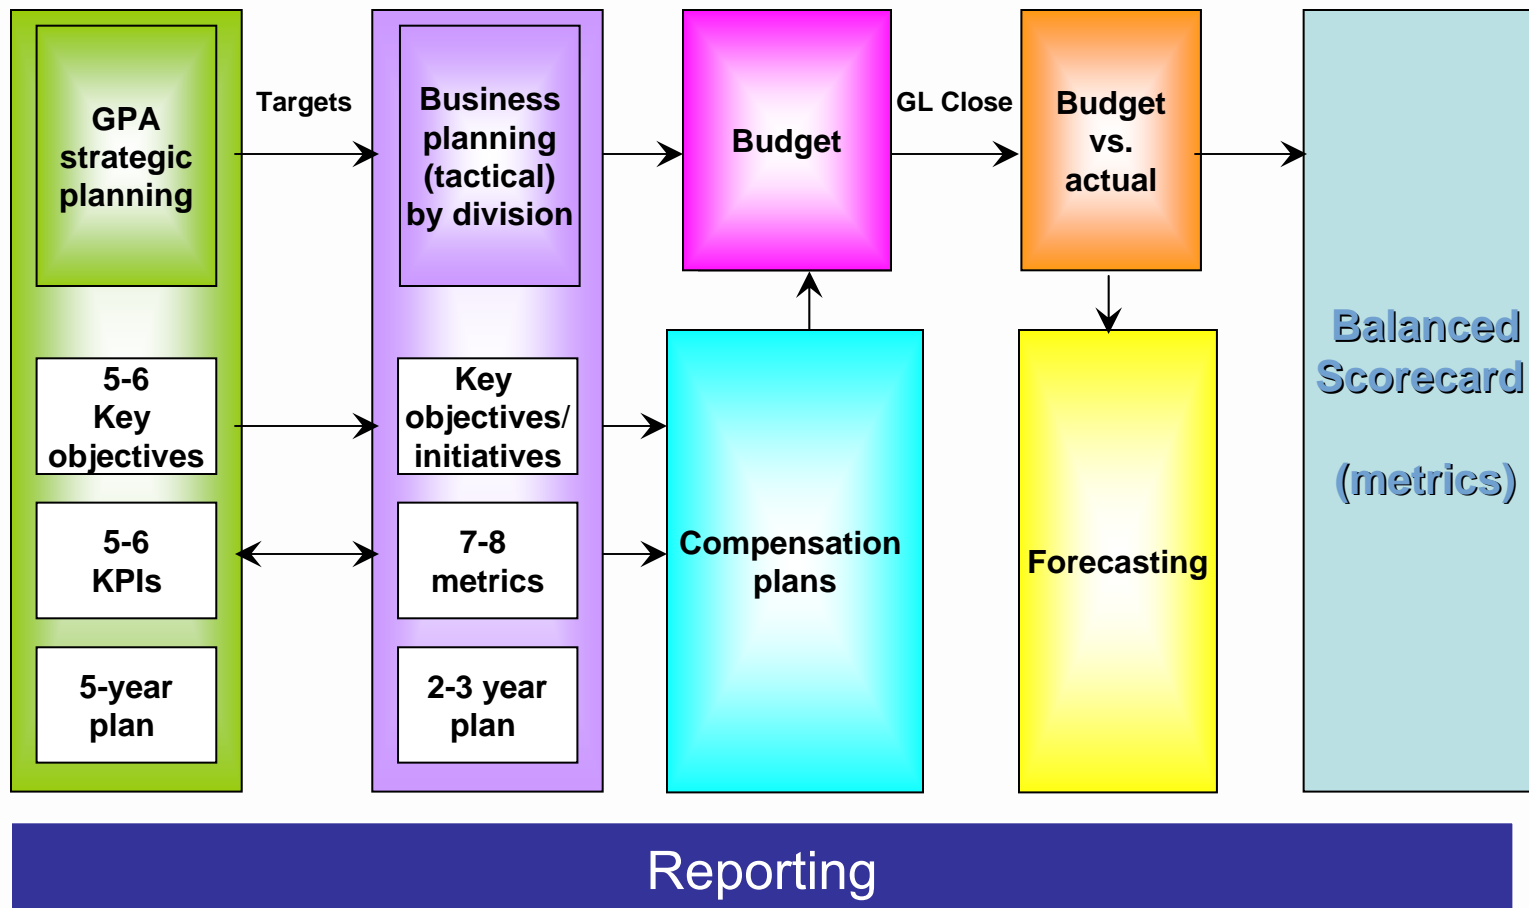 GPA
strategic
planning
Targets
Business
planning
(tactical)
by division
Budget
GL Close
Budget
vs.
actual
5-6
Key
objectives
Key
objectives/
initiatives
5-6
KPIs
7-8
metrics
5-year
plan
2-3 year
plan
Compensation
plans
Forecasting
Balanced
Scorecard
(metrics)
Reporting